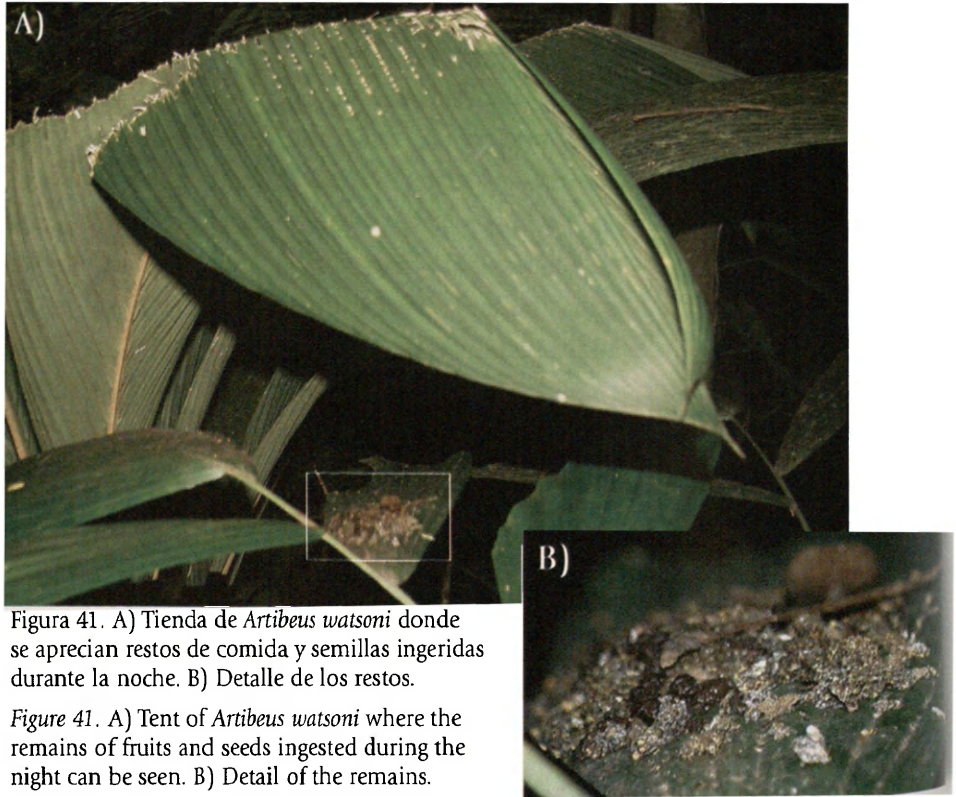 A)
B)
Figura 41. A) Tienda de Artibeus watsoni donde
se aprecian restos de comida y semillas ingeridas
durante la noche. B) Detalle de los restos.
Figure 41. A) Tent of Artibeus watsoni where the
remains of fruits and seeds ingested during the
night can be seen. B) Detail of the remains.